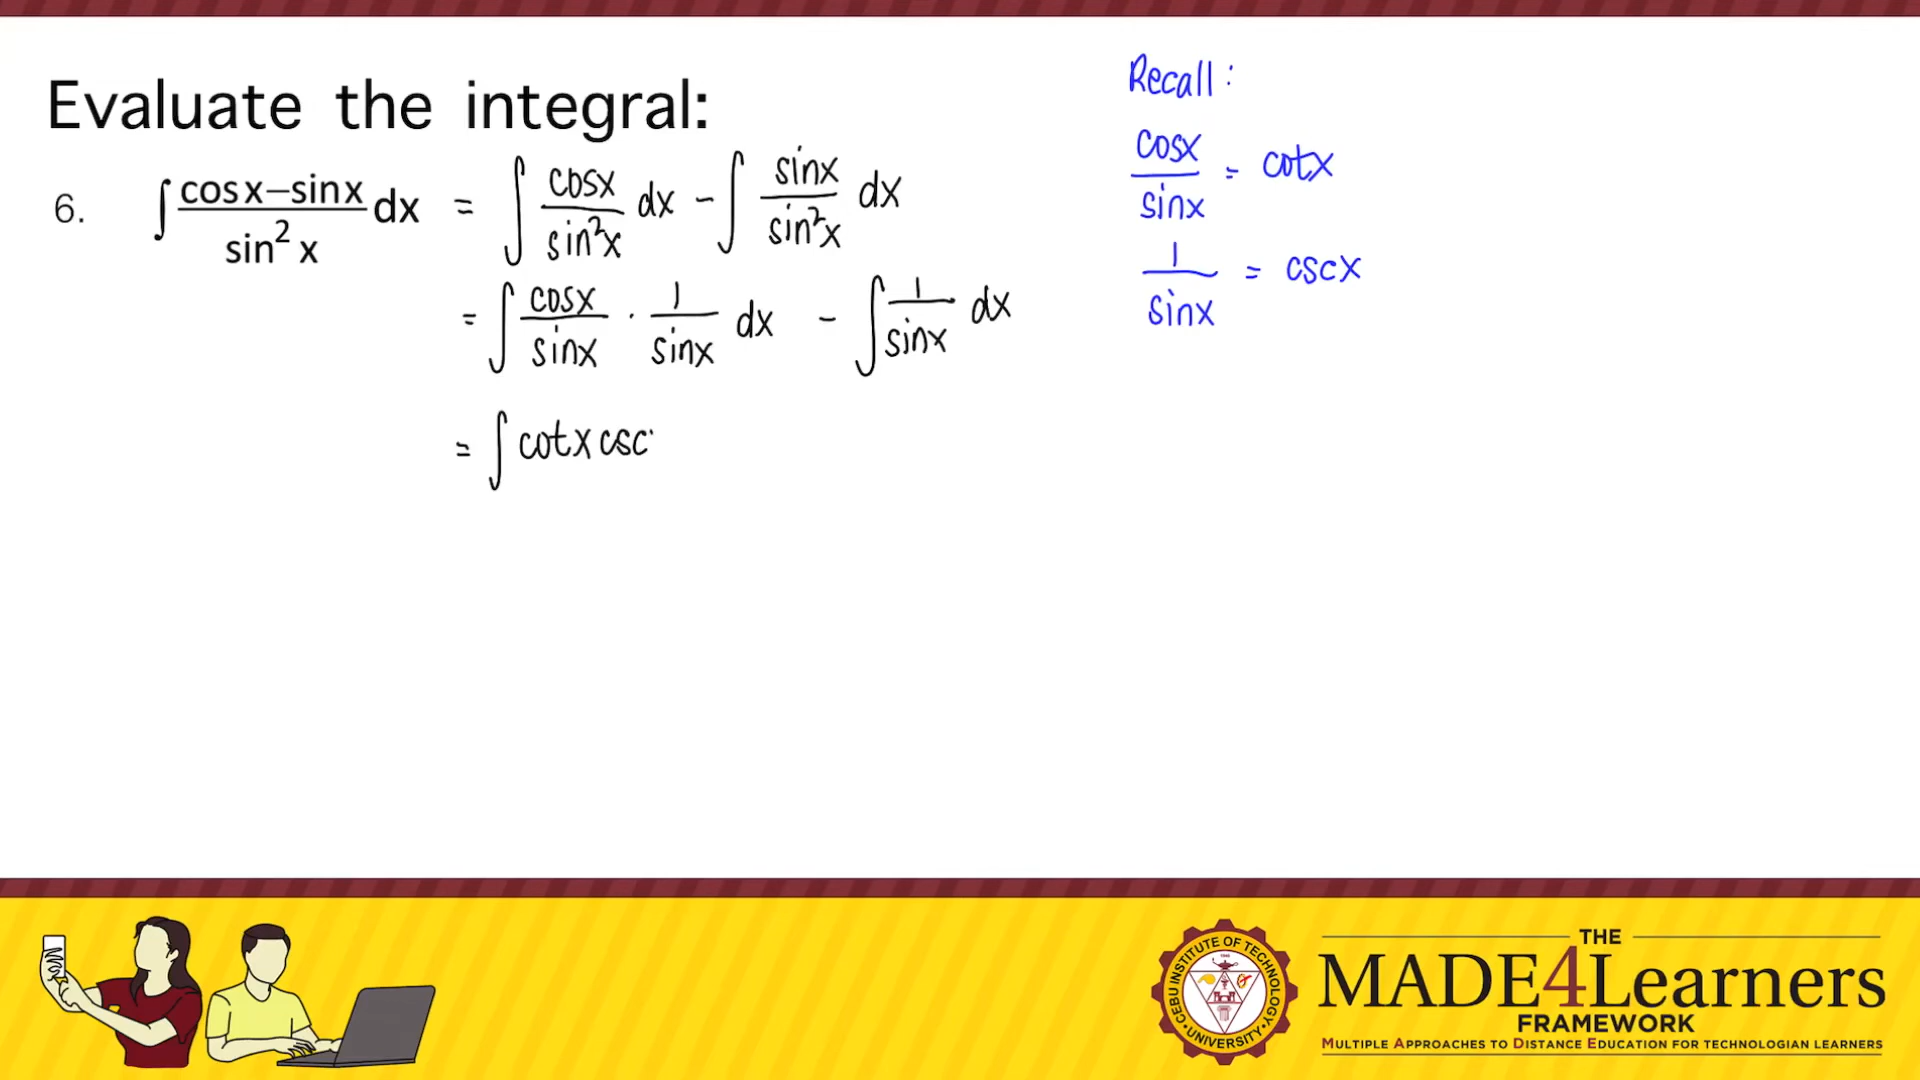 Evaluate the integral:
6. ∫ (cos x−sin x)/(sin² x) dx = ∫ cosx/sin²x dx - ∫ sinx/sin²x dx
= ∫ cosx/sinx · 1/sinx dx - ∫ 1/sinx dx
= ∫ cotx csc
Recall:
cosx/sinx = cotx
1/sinx = cscx
CEBU INSTITUTE OF TECHNOLOGY
• UNIVERSITY •
1946
THE
MADE4Learners
FRAMEWORK
MULTIPLE APPROACHES TO DISTANCE EDUCATION FOR TECHNOLOGIAN LEARNERS